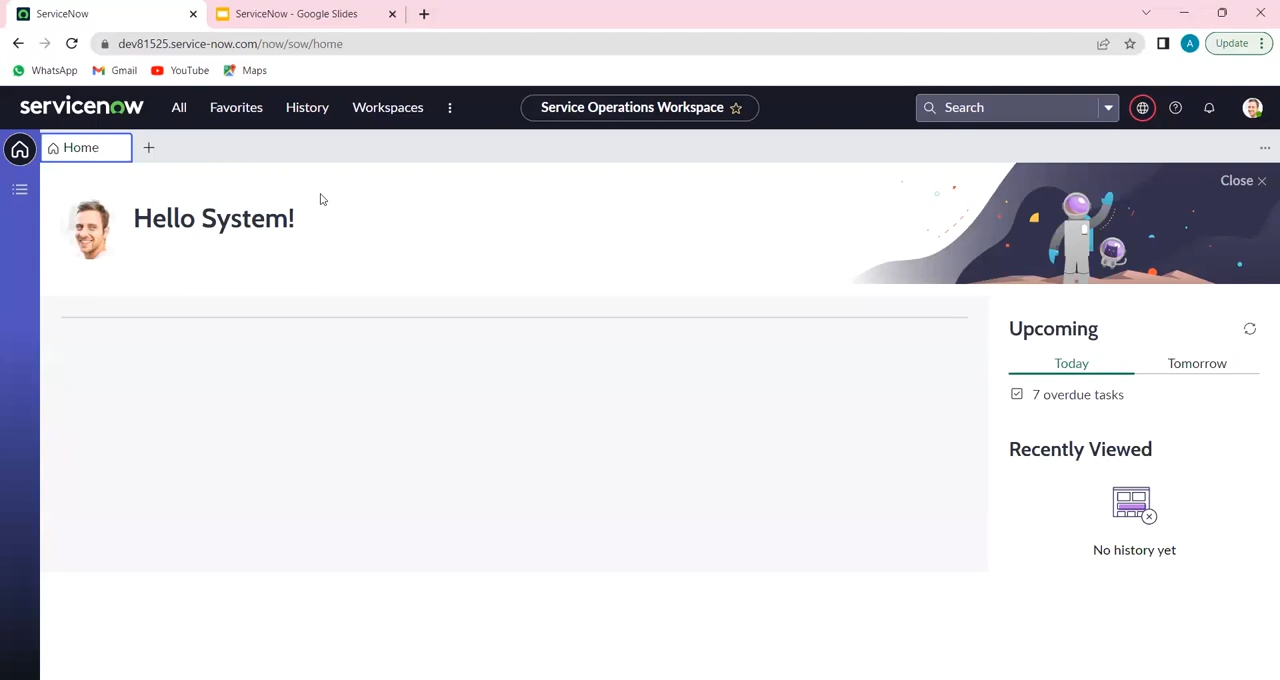 ServiceNow
ServiceNow - Google Slides
dev81525.service-now.com/now/sow/home
A
Update
WhatsApp
Gmail
YouTube
Maps
servicenow
All
Favorites
History
Workspaces
Service Operations Workspace
Search
Home
Close
Hello System!
Upcoming
Today
Tomorrow
7 overdue tasks
Recently Viewed
No history yet